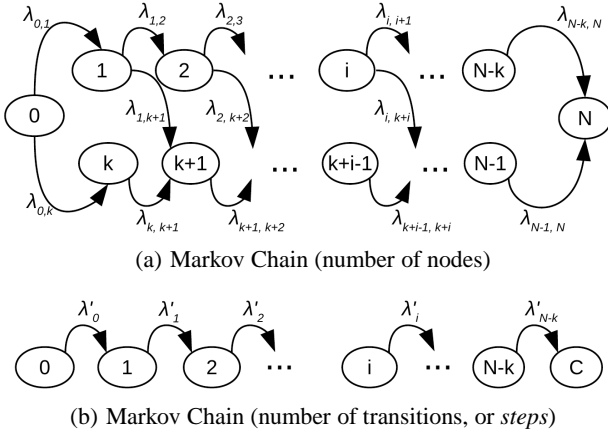 λ0,1 λ1,2 λ2,3 λi, i+1 λN-k, N
1 2 ... i ... N-k
0 λ1,k+1 λ2, k+2 λi, k+i N
k k+1 ... k+i-1 ... N-1
λ0,k λk, k+1 λk+1, k+2 λk+i-1, k+i λN-1, N
(a) Markov Chain (number of nodes)
λ'0 λ'1 λ'2 λ'i λ'N-k
0 1 2 ... i ... N-k C
(b) Markov Chain (number of transitions, or steps)